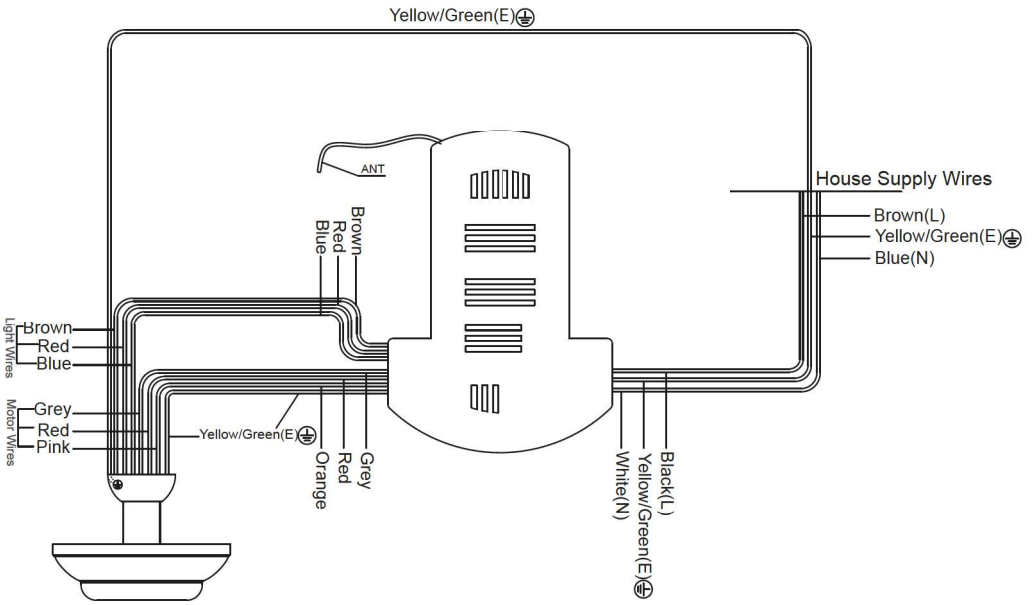 Yellow/Green(E)
ANT
House Supply Wires
Brown(L)
Yellow/Green(E)
Blue(N)
Brown
Red
Blue
Light Wires
Brown
Red
Blue
Motor Wires
Grey
Red
Pink
Yellow/Green(E)
Orange
Red
Grey
White(N)
Yellow/Green(E)
Black(L)